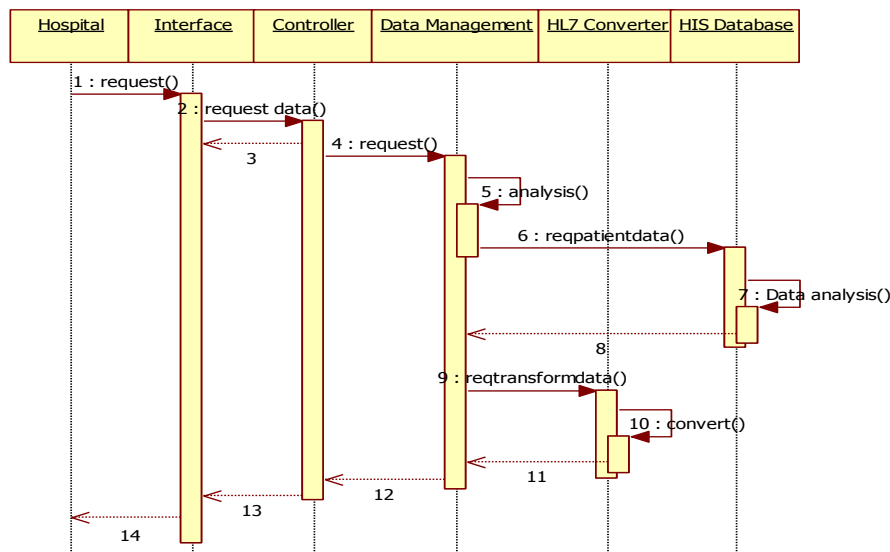 Hospital Interface Controller Data Management HL7 Converter HIS Database
1 : request()
2 : request data()
3
4 : request()
5 : analysis()
6 : reqpatientdata()
7 : Data analysis()
8
9 : reqtransformdata()
10 : convert()
11
12
13
14